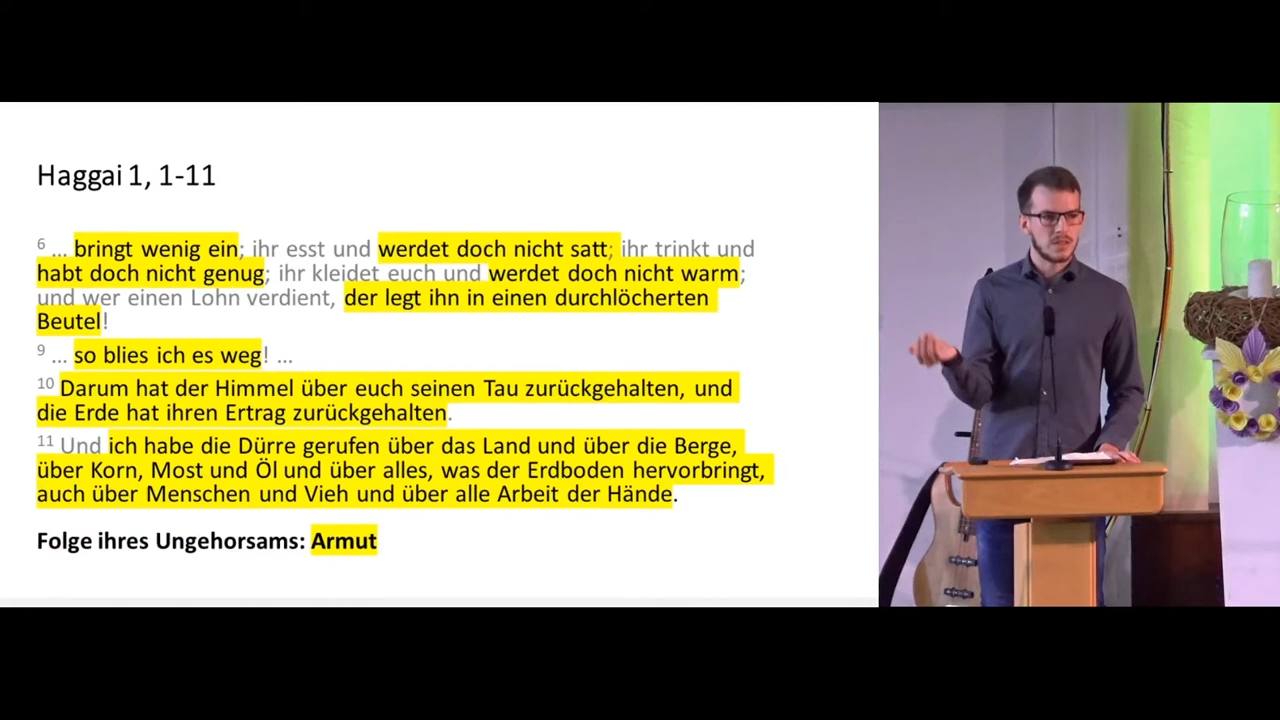 Haggai 1, 1-11
6 ... bringt wenig ein; ihr esst und werdet doch nicht satt; ihr trinkt und
habt doch nicht genug; ihr kleidet euch und werdet doch nicht warm;
und wer einen Lohn verdient, der legt ihn in einen durchlöcherten
Beutel!
9 ... so blies ich es weg! ...
10 Darum hat der Himmel über euch seinen Tau zurückgehalten, und
die Erde hat ihren Ertrag zurückgehalten.
11 Und ich habe die Dürre gerufen über das Land und über die Berge,
über Korn, Most und Öl und über alles, was der Erdboden hervorbringt,
auch über Menschen und Vieh und über alle Arbeit der Hände.
Folge ihres Ungehorsams: Armut